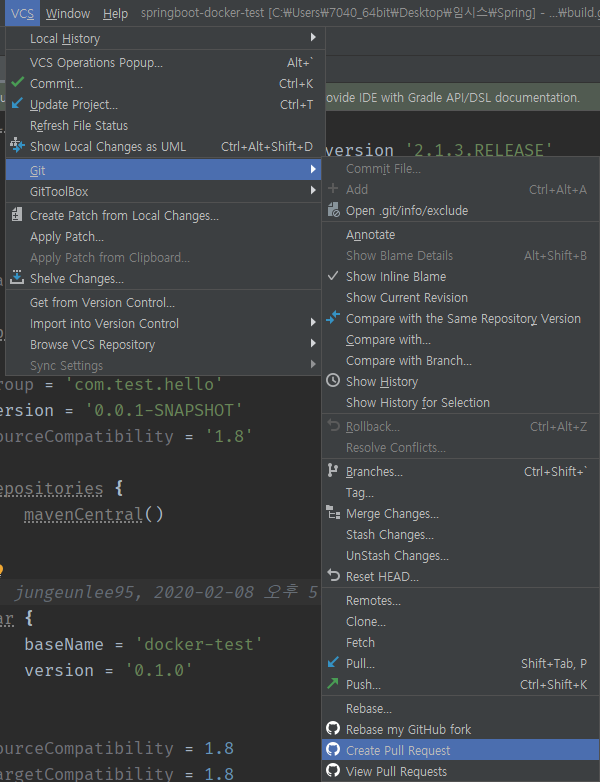 VCS Window Help springboot-docker-test [C:₩Users₩7040_64bit₩Desktop₩임시스₩Spring] - ...₩build.g
Local History
VCS Operations Popup... Alt+`
Commit... Ctrl+K
Update Project... Ctrl+T
ovide IDE with Gradle API/DSL documentation.
Refresh File Status
Show Local Changes as UML Ctrl+Alt+Shift+D
version '2.1.3.RELEASE'
Git
GitToolBox
Create Patch from Local Changes...
Apply Patch...
Apply Patch from Clipboard...
Shelve Changes...
Get from Version Control...
Import into Version Control
Browse VCS Repository
Sync Settings
Commit File...
Add Ctrl+Alt+A
Open .git/info/exclude
Annotate
Show Blame Details Alt+Shift+B
Show Inline Blame
Show Current Revision
Compare with the Same Repository Version
Compare with...
Compare with Branch...
Show History
Show History for Selection
Rollback... Ctrl+Alt+Z
Resolve Conflicts...
Branches... Ctrl+Shift+`
Tag...
Merge Changes...
Stash Changes...
UnStash Changes...
Reset HEAD...
Remotes...
Clone...
Fetch
Pull... Shift+Tab, P
Push... Ctrl+Shift+K
Rebase...
Rebase my GitHub fork
Create Pull Request
View Pull Requests
roup = 'com.test.hello'
ersion = '0.0.1-SNAPSHOT'
ourceCompatibility = '1.8'
epositories {
mavenCentral()
jungeunlee95, 2020-02-08 오후 5
ar {
baseName = 'docker-test'
version = '0.1.0'
ourceCompatibility = 1.8
argetCompatibility = 1.8